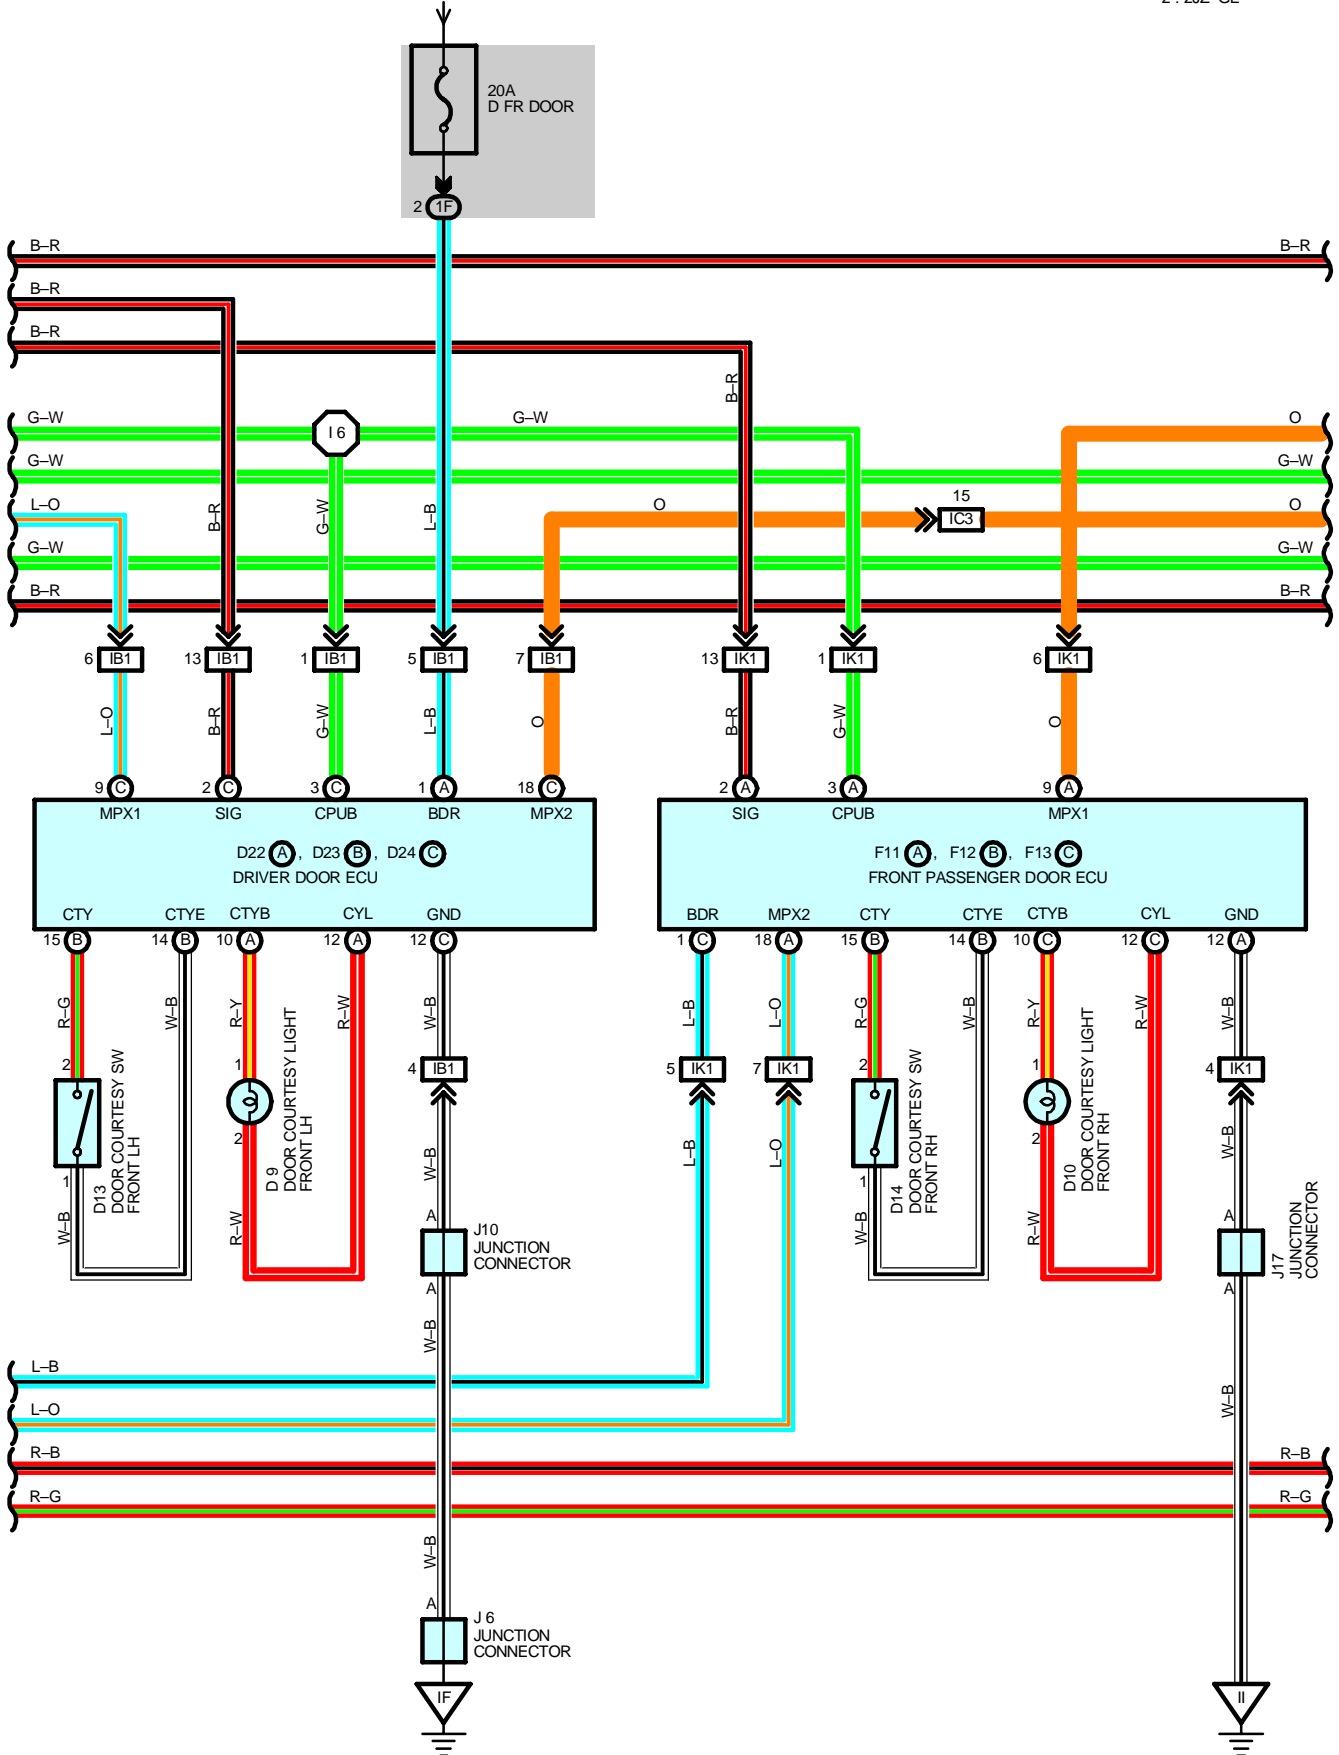 20A
D FR DOOR
2 1F
B–R B–R
B–R
B–R
B–R
G–W I 6 G–W O
G–W G–W
L–O B–R G–W L–B O 15 IC3 O
G–W G–W
B–R B–R
6 IB1 13 IB1 1 IB1 5 IB1 7 IB1 13 IK1 1 IK1 6 IK1
L–O B–R G–W L–B O B–R G–W O
9 C 2 C 3 C 1 A 18 C 2 A 3 A 9 A
MPX1 SIG CPUB BDR MPX2 SIG CPUB MPX1
D22 A, D23 B, D24 C
DRIVER DOOR ECU
F11 A, F12 B, F13 C
FRONT PASSENGER DOOR ECU
CTY CTYE CTYB CYL GND BDR MPX2 CTY CTYE CTYB CYL GND
15 B 14 B 10 A 12 A 12 C 1 C 18 A 15 B 14 B 10 C 12 C 12 A
R–G W–B R–Y R–W W–B L–B L–O R–G W–B R–Y R–W W–B
2 1 4 IB1 5 IK1 7 IK1 2 1 4 IK1
D13
DOOR COURTESY SW
FRONT LH
D 9
DOOR COURTESY LIGHT
FRONT LH
D14
DOOR COURTESY SW
FRONT RH
D10
DOOR COURTESY LIGHT
FRONT RH
1 2 W–B L–B L–O 1 2 W–B
W–B R–W W–B R–W
A
J10
JUNCTION
CONNECTOR
A
A
J17
JUNCTION
CONNECTOR
A
W–B
L–B
L–O W–B
R–B R–B
R–G R–G
W–B
A
J 6
JUNCTION
CONNECTOR
IF II